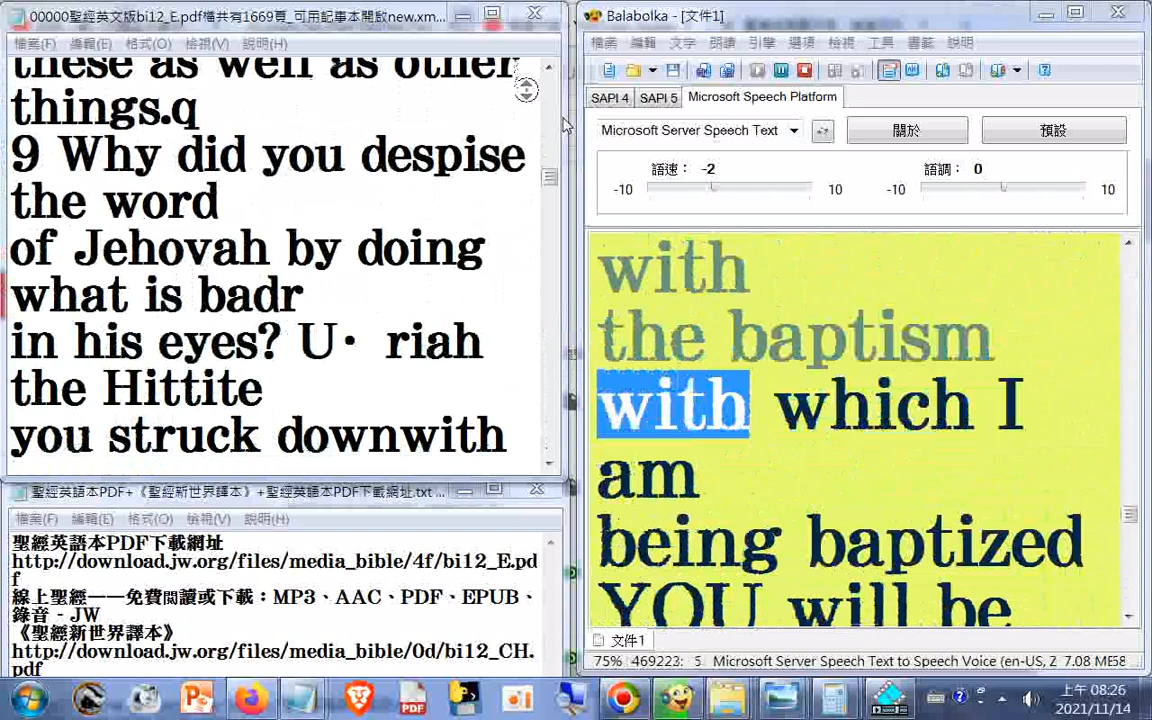 00000聖經英文版bi12_E.pdf檔共有1669頁_可用記事本開啟new.xm...
檔案(F) 編輯(E) 格式(O) 檢視(V) 說明(H)
these as well as other
things.q
9 Why did you despise
the word
of Jehovah by doing
what is badr
in his eyes? U· riah
the Hittite
you struck downwith
聖經英語本PDF+《聖經新世界譯本》+聖經英語本PDF下載網址.txt ...
檔案(F) 編輯(E) 格式(O) 檢視(V) 說明(H)
聖經英語本PDF下載網址
http://download.jw.org/files/media_bible/4f/bi12_E.pd
f
線上聖經——免費閱讀或下載：MP3、AAC、PDF、EPUB、
錄音 - JW
《聖經新世界譯本》
http://download.jw.org/files/media_bible/0d/bi12_CH.
pdf
Balabolka - [文件1]
檔案 編輯 文字 朗讀 引擎 選項 檢視 工具 書籤 說明
SAPI 4 SAPI 5 Microsoft Speech Platform
Microsoft Server Speech Text 關於 預設
語速： -2 語調： 0
-10 10 -10 10
with
the baptism
with which I
am
being baptized
YOU will be
文件1
75% 469223: 5 Microsoft Server Speech Text to Speech Voice (en-US, Z 7.08 ME58
上午 08:26
2021/11/14